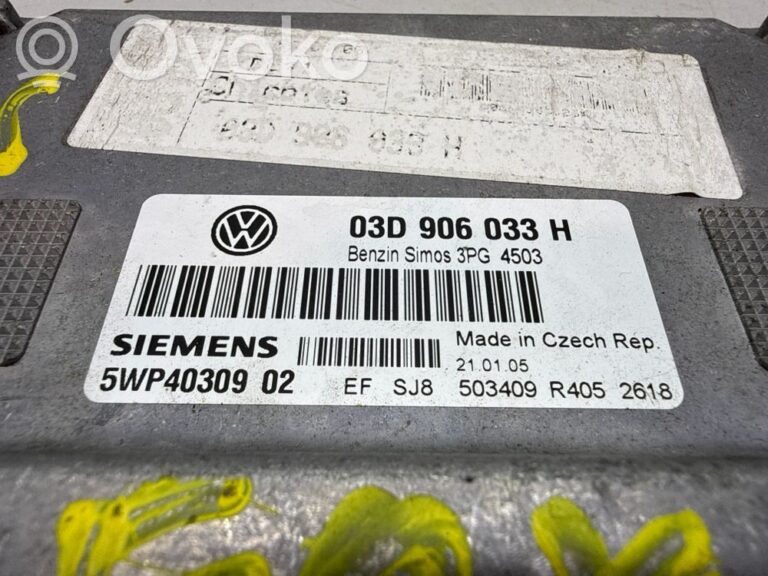 Ovoko
03D 906 033 H
03D 906 033 H
Benzin Simos 3PG 4503
SIEMENS
Made in Czech Rep.
21.01.05
5WP40309 02
EF SJ8 503409 R405 2618